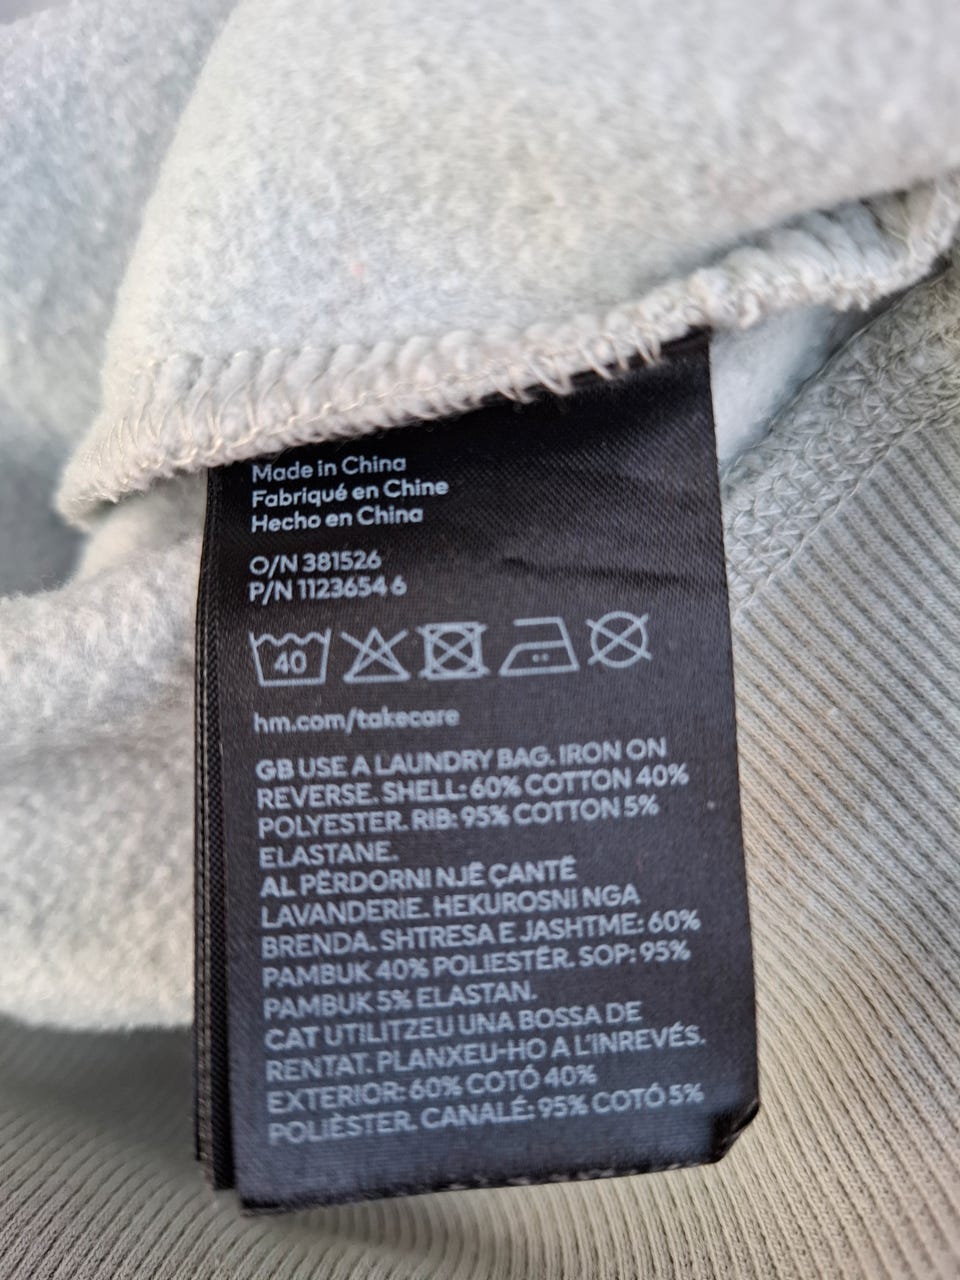 Made in China
Fabriqué en Chine
Hecho en China
O/N 381526
P/N 1123654 6
40
hm.com/takecare
GB USE A LAUNDRY BAG. IRON ON
REVERSE. SHELL: 60% COTTON 40%
POLYESTER. RIB: 95% COTTON 5%
ELASTANE.
AL PËRDORNI NJË ÇANTË
LAVANDERIE. HEKUROSNI NGA
BRENDA. SHTRESA E JASHTME: 60%
PAMBUK 40% POLIESTËR. SOP: 95%
PAMBUK 5% ELASTAN.
CAT UTILITZEU UNA BOSSA DE
RENTAT. PLANXEU-HO A L'INREVÉS.
EXTERIOR: 60% COTÓ 40%
POLIÈSTER. CANALÉ: 95% COTÓ 5%